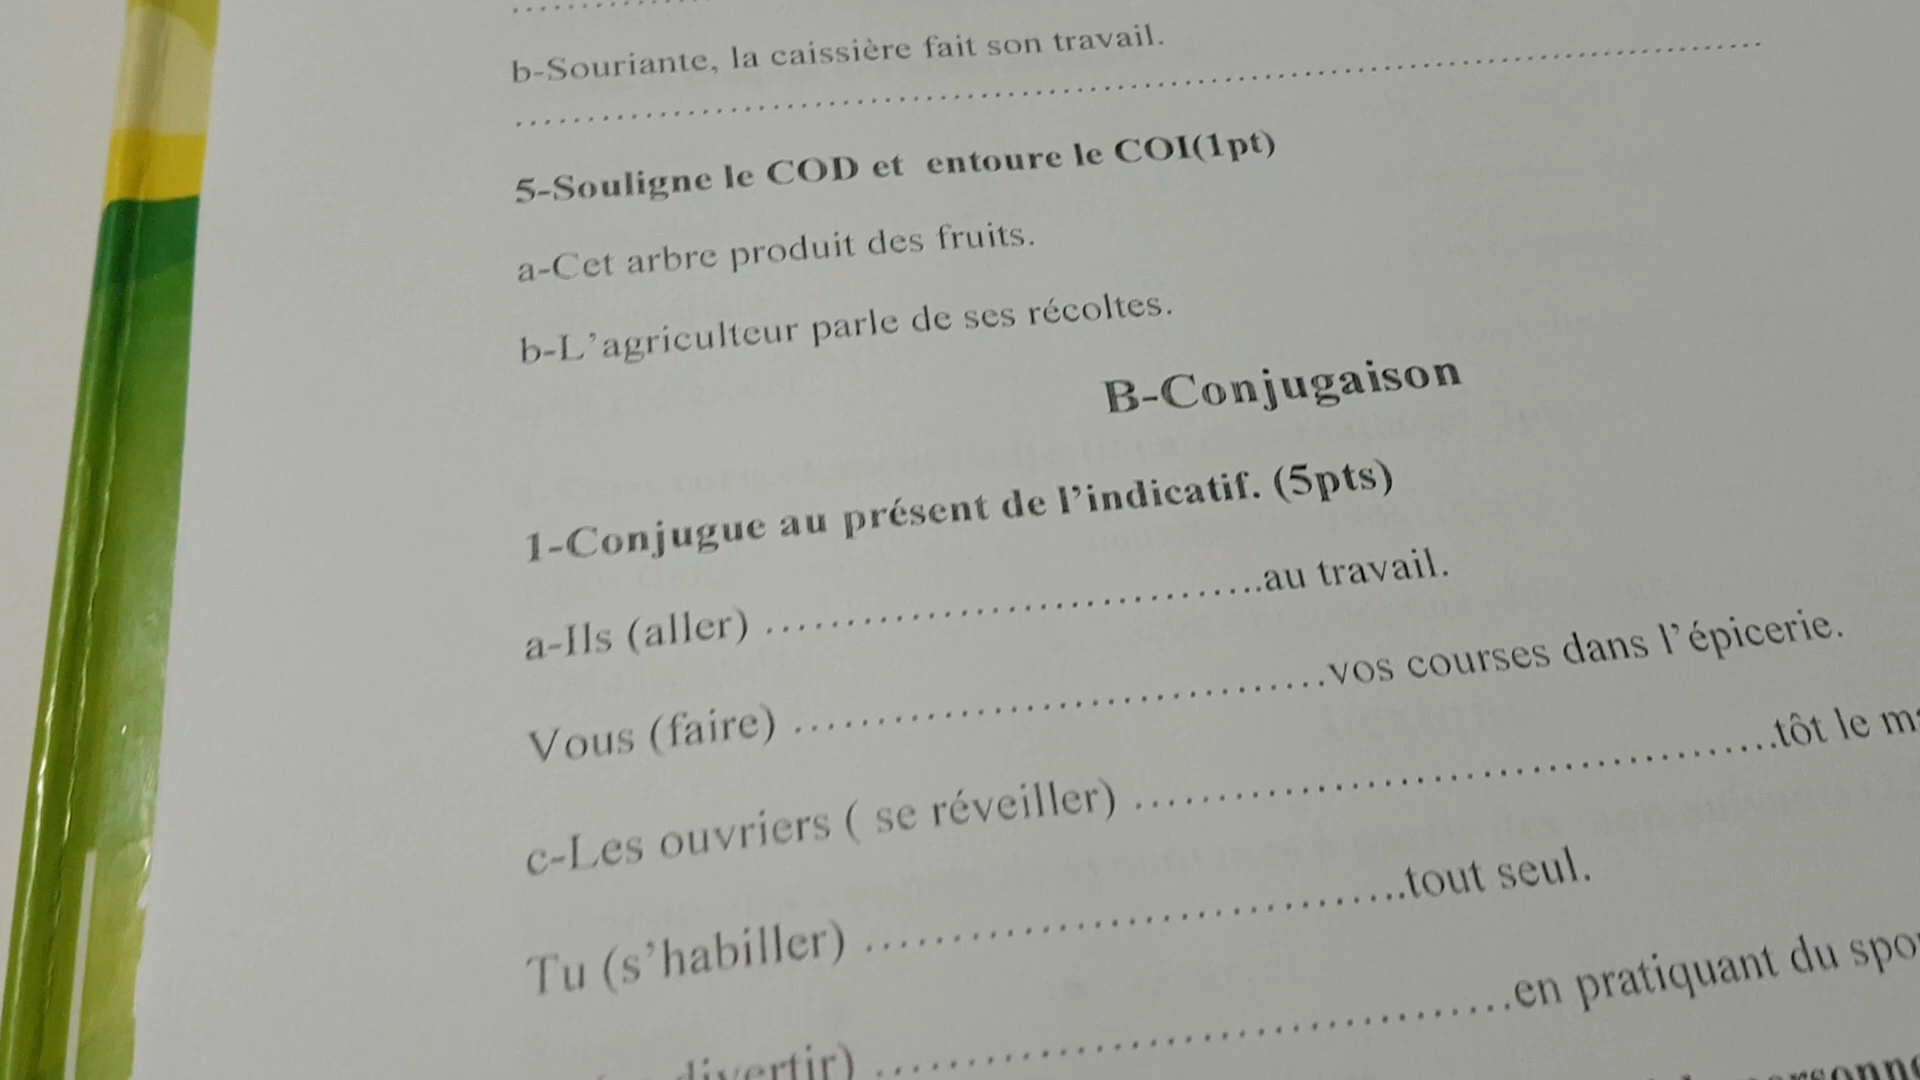 b-Souriante, la caissière fait son travail.
5-Souligne le COD et entoure le COI(1pt)
a-Cet arbre produit des fruits.
b-L’agriculteur parle de ses récoltes.
B-Conjugaison
1-Conjugue au présent de l’indicatif. (5pts)
a-Ils (aller) ........................................au travail.
Vous (faire) ........................................vos courses dans l’épicerie.
c-Les ouvriers ( se réveiller) ........................................tôt le
Tu (s’habiller) ........................................tout seul.
divertir) ........................................en pratiquant du